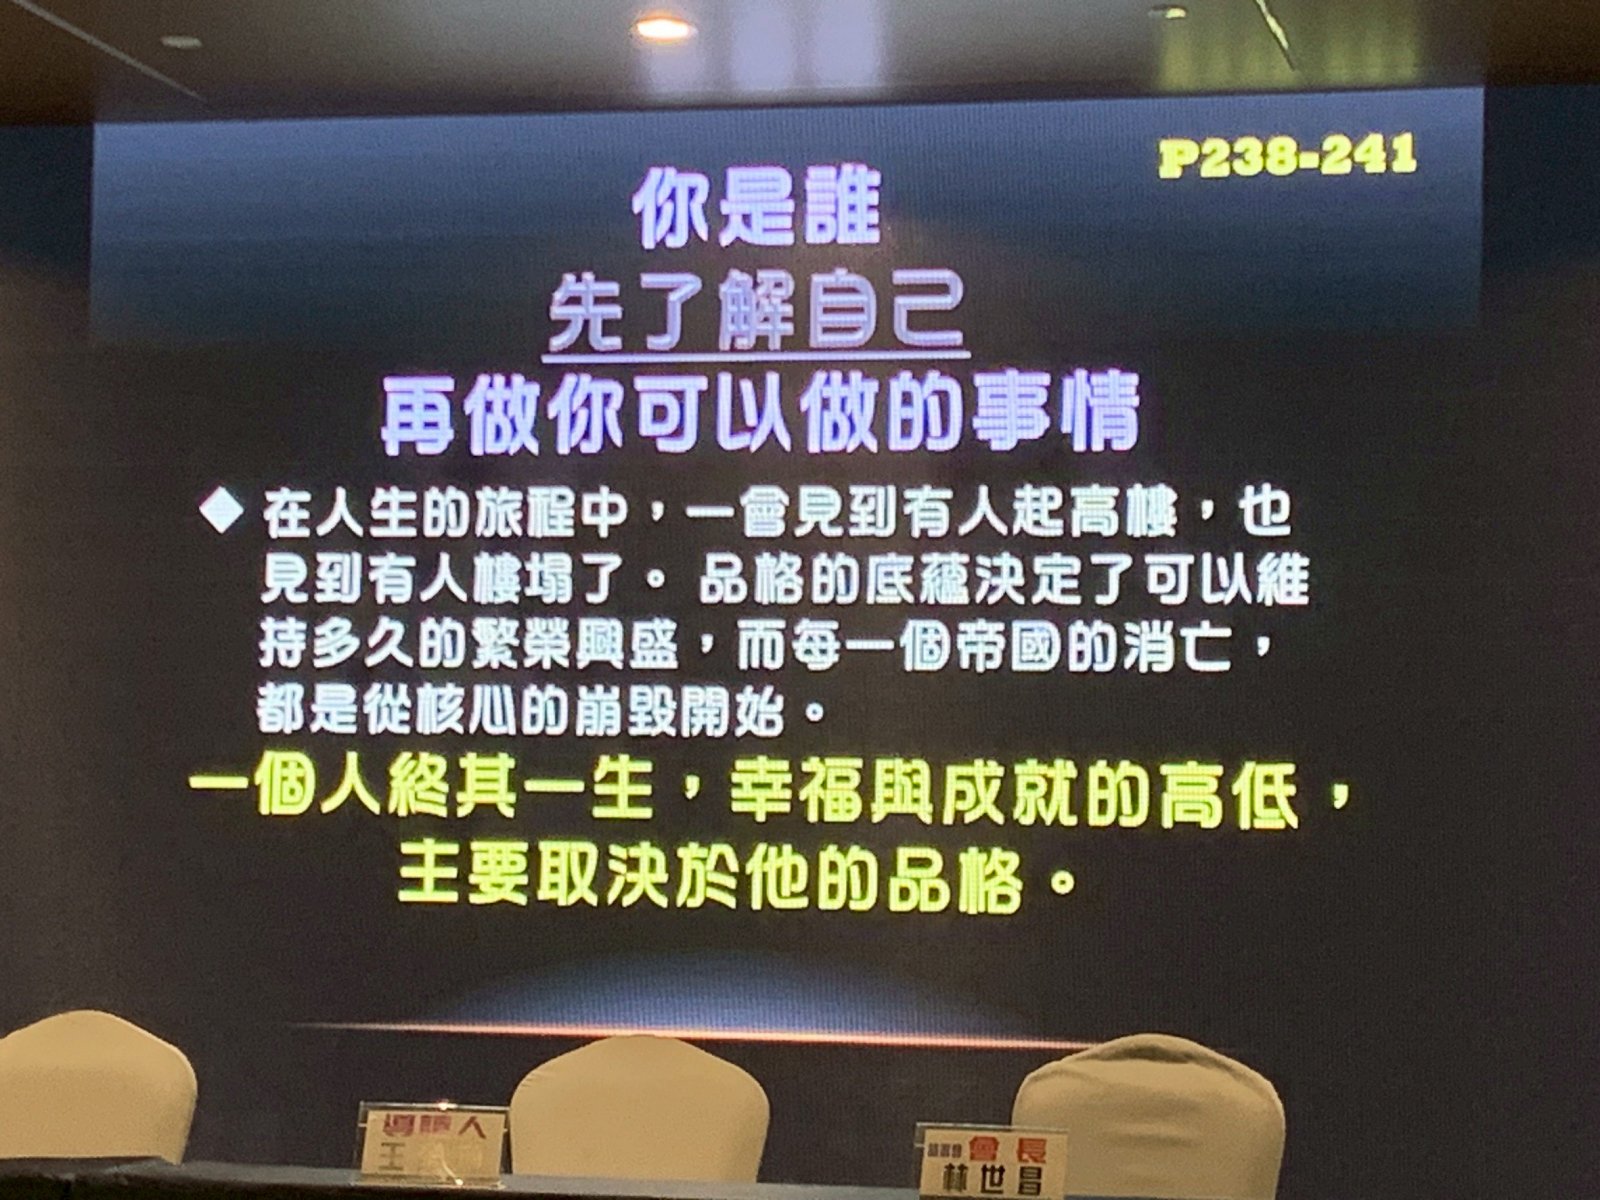 P238-241
你是誰
先了解自己
再做你可以做的事情
◆ 在人生的旅程中，一會見到有人起高樓，也
見到有人樓塌了。品格的底蘊決定了可以維
持多久的繁榮興盛，而每一個帝國的消亡，
都是從核心的崩毀開始。
一個人終其一生，幸福與成就的高低，
主要取決於他的品格。
導讀人
王
會長
林世昌